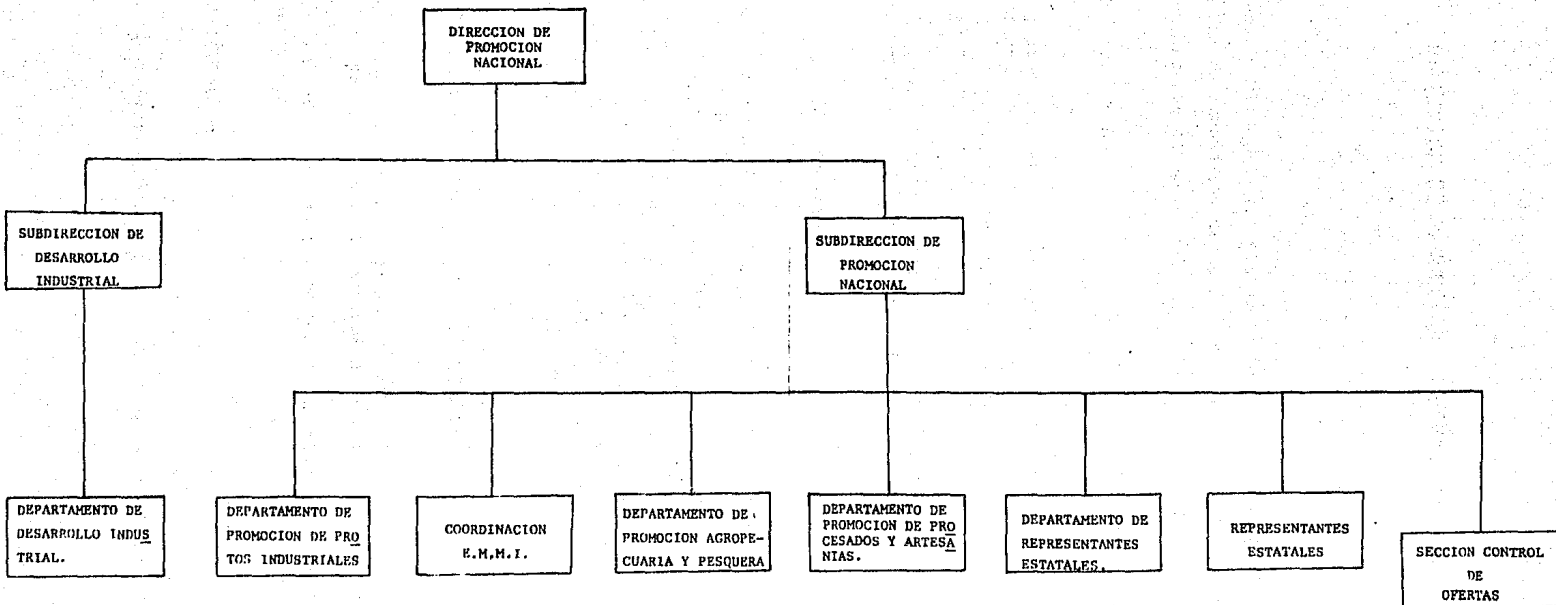 DIRECCION DE
PROMOCION
NACIONAL
SUBDIRECCION DE
DESARROLLO
INDUSTRIAL
SUBDIRECCION DE
PROMOCION
NACIONAL
DEPARTAMENTO DE
DESARROLLO INDUS
TRIAL.
DEPARTAMENTO DE
PROMOCION DE PRO
TOS INDUSTRIALES
COORDINACION
E.M,M.I.
DEPARTAMENTO DE
PROMOCION AGROPE-
CUARIA Y PESQUERA
DEPARTAMENTO DE
PROMOCION DE PRO
CESADOS Y ARTESA
NIAS.
DEPARTAMENTO DE
REPRESENTANTES
ESTATALES.
REPRESENTANTES
ESTATALES
SECCION CONTROL
DE
OFERTAS